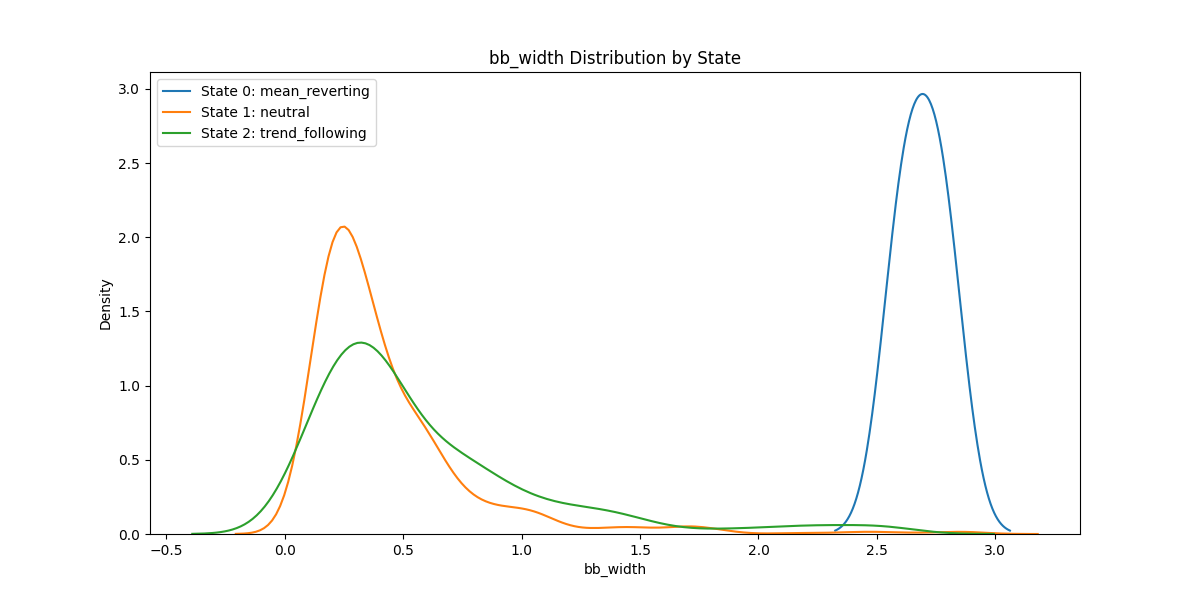 bb_width Distribution by State
State 0: mean_reverting
State 1: neutral
State 2: trend_following
Density
3.0
2.5
2.0
1.5
1.0
0.5
0.0
−0.5 0.0 0.5 1.0 1.5 2.0 2.5 3.0
bb_width